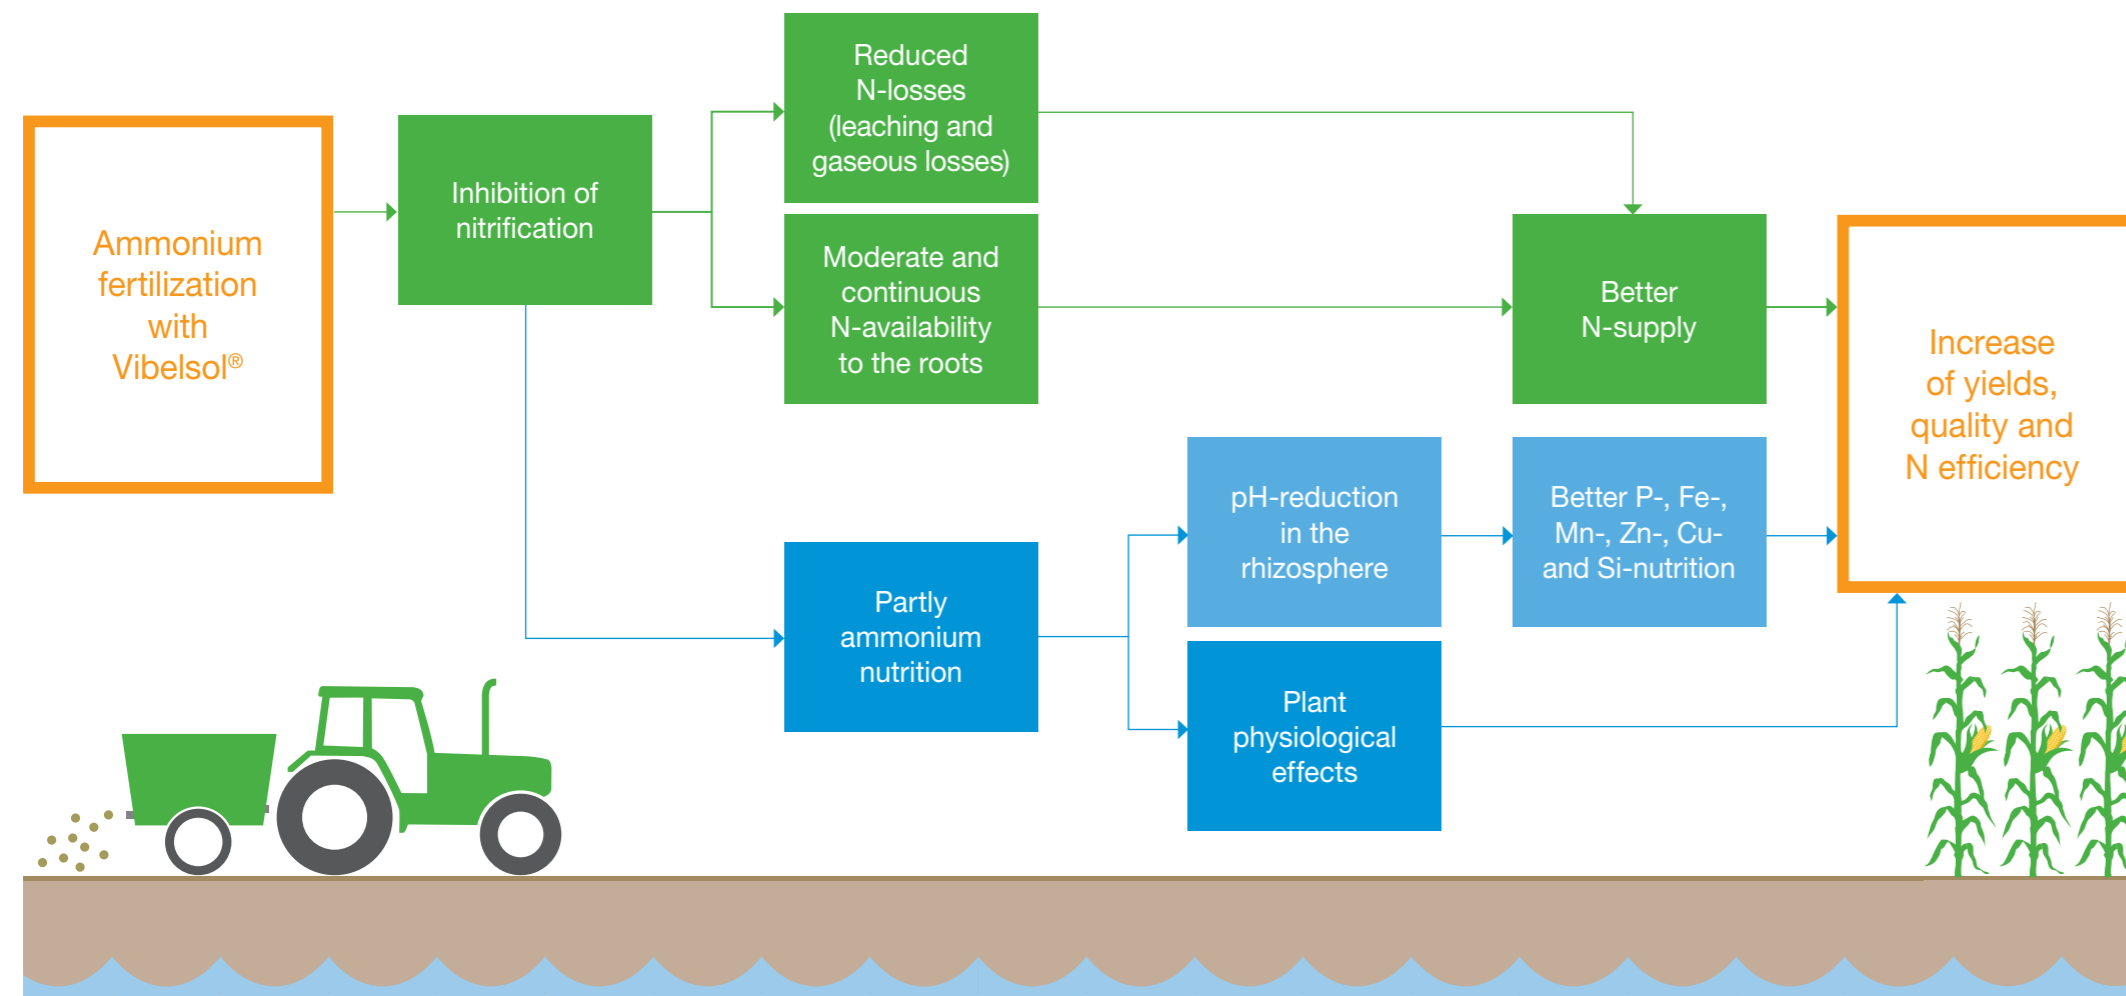 Ammonium
fertilization
with
Vibelsol®
Inhibition of
nitrification
Reduced
N-losses
(leaching and
gaseous losses)
Moderate and
continuous
N-availability
to the roots
Better
N-supply
Increase
of yields,
quality and
N efficiency
Partly
ammonium
nutrition
pH-reduction
in the
rhizosphere
Better P-, Fe-,
Mn-, Zn-, Cu-
and Si-nutrition
Plant
physiological
effects